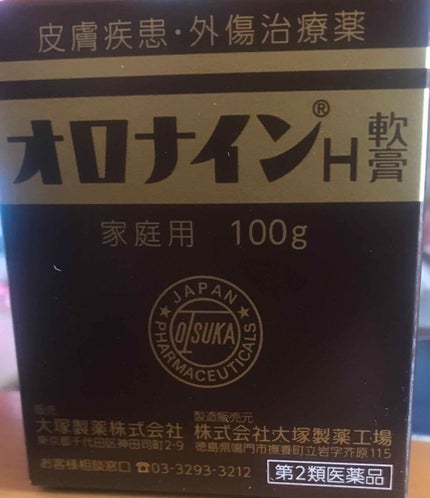 皮膚疾患・外傷治療薬
オロナイン®H軟膏
家庭用 100g
JAPAN
OTSUKA
PHARMACEUTICALS
販売
大塚製薬株式会社
東京都千代田区神田司町2-9
製造販売元
株式会社大塚製薬工場
徳島県鳴門市撫養町立岩字芥原115
お客様相談窓口 ☎03-3293-3212
第2類医薬品